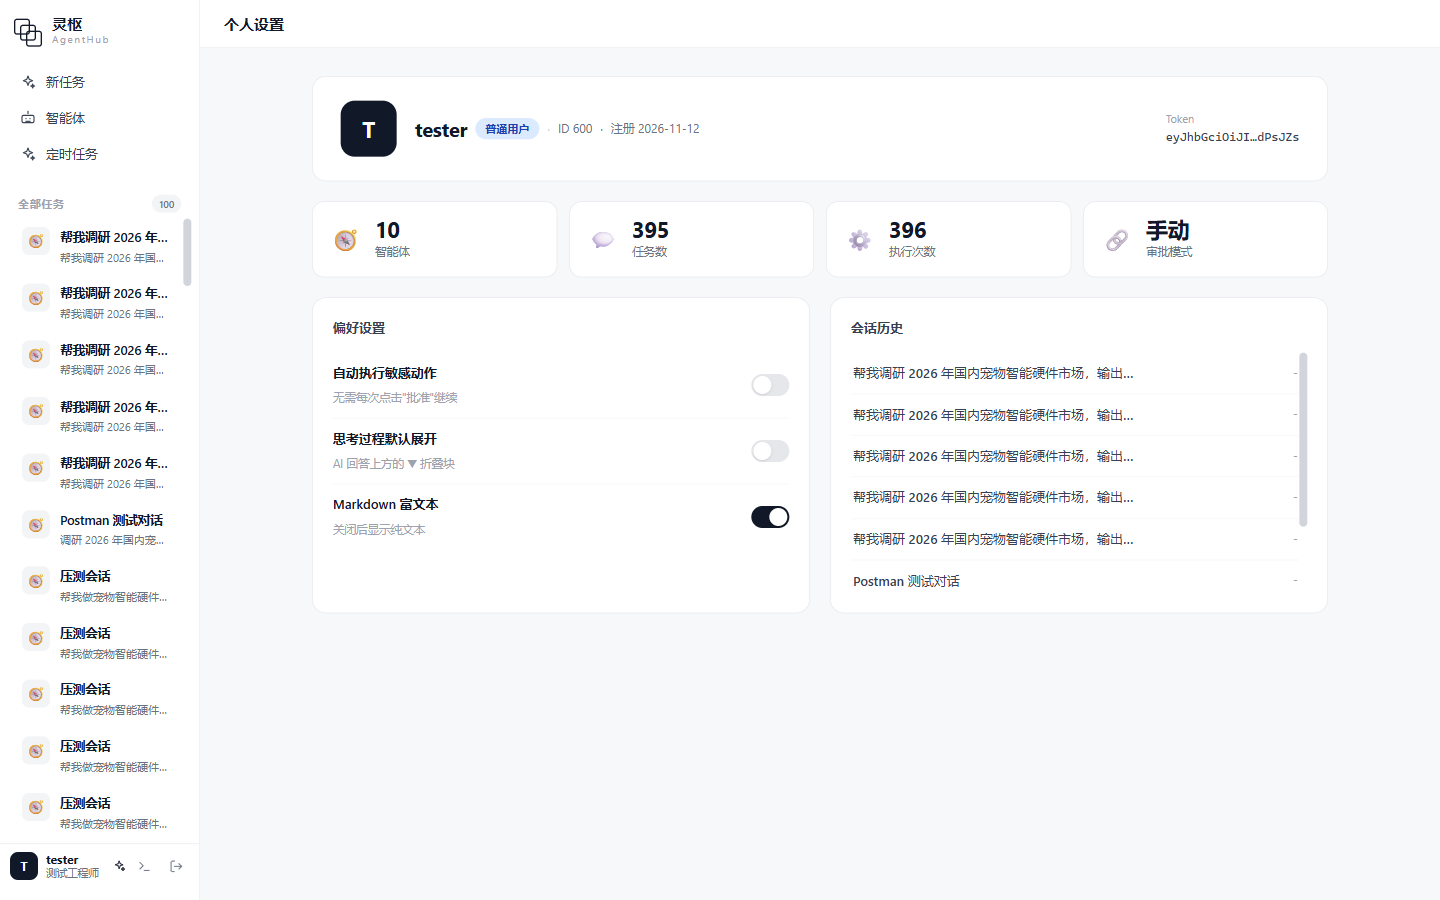 灵枢
AgentHub
新任务
智能体
定时任务
全部任务 100
帮我调研 2026 年...
帮我调研 2026 年国...
帮我调研 2026 年...
帮我调研 2026 年国...
帮我调研 2026 年...
帮我调研 2026 年国...
帮我调研 2026 年...
帮我调研 2026 年国...
帮我调研 2026 年...
帮我调研 2026 年国...
Postman 测试对话
调研 2026 年国内宠...
压测会话
帮我做宠物智能硬件...
压测会话
帮我做宠物智能硬件...
压测会话
帮我做宠物智能硬件...
压测会话
帮我做宠物智能硬件...
压测会话
帮我做宠物智能硬件...
T
tester
测试工程师
个人设置
T
tester 普通用户 · ID 600 · 注册 2026-11-12
Token
eyJhbGciOiJI…dPsJZs
10
智能体
395
任务数
396
执行次数
手动
审批模式
偏好设置
自动执行敏感动作
无需每次点击"批准"继续
思考过程默认展开
AI 回答上方的 ▼ 折叠块
Markdown 富文本
关闭后显示纯文本
会话历史
帮我调研 2026 年国内宠物智能硬件市场，输出... -
帮我调研 2026 年国内宠物智能硬件市场，输出... -
帮我调研 2026 年国内宠物智能硬件市场，输出... -
帮我调研 2026 年国内宠物智能硬件市场，输出... -
帮我调研 2026 年国内宠物智能硬件市场，输出... -
Postman 测试对话 -